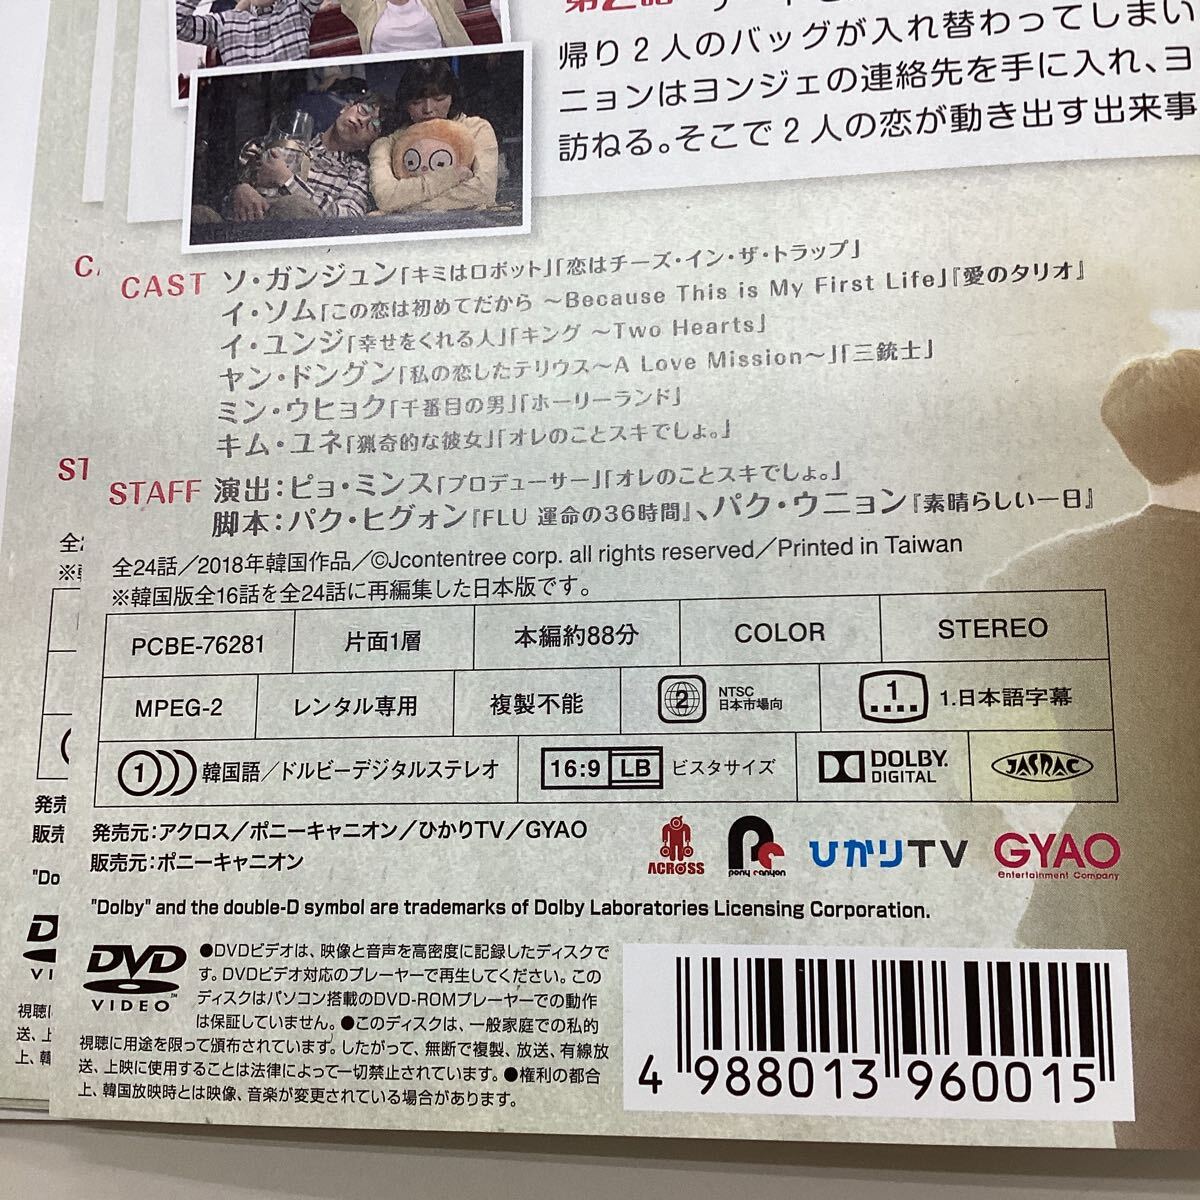 帰り2人のバッグが入れ替わってしまい
ニョンはヨンジェの連絡先を手に入れ、ヨ
訪ねる。そこで2人の恋が動き出す出来事
CAST ソ・ガンジュン「キミはロボット」「恋はチーズ・イン・ザ・トラップ」
イ・ソム「この恋は初めてだから ～Because This is My First Life」『愛のタリオ』
イ・ユンジ「幸せをくれる人」「キング ～Two Hearts」
ヤン・ドングン「私の恋したテリウス～A Love Mission～」「三銃士」
ミン・ウヒョク「千番目の男」「ホーリーランド」
キム・ユネ「猟奇的な彼女」「オレのことスキでしょ。」
STAFF 演出：ピョ・ミンス「プロデューサー」「オレのことスキでしょ。」
脚本：パク・ヒグォン『FLU 運命の36時間』、パク・ウニョン『素晴らしい一日』
全24話／2018年韓国作品／©Jcontentree corp. all rights reserved／Printed in Taiwan
※韓国版全16話を全24話に再編集した日本版です。
PCBE-76281 片面1層 本編約88分 COLOR STEREO
MPEG-2 レンタル専用 複製不能 2 NTSC 日本市場向 1 1.日本語字幕
1 韓国語／ドルビーデジタルステレオ 16:9 LB ビスタサイズ DOLBY. DIGITAL JASRAC
発売元：アクロス／ポニーキャニオン／ひかりTV／GYAO
販売元：ポニーキャニオン
ACROSS pony canyon ひかりTV GYAO Entertainment Company
"Dolby" and the double-D symbol are trademarks of Dolby Laboratories Licensing Corporation.
DVD VIDEO™
●DVDビデオは、映像と音声を高密度に記録したディスクで
す。DVDビデオ対応のプレーヤーで再生してください。この
ディスクはパソコン搭載のDVD-ROMプレーヤーでの動作
は保証していません。●このディスクは、一般家庭での私的
視聴に用途を限って頒布されています。したがって、無断で複製、放送、有線放
送、上映に使用することは法律によって一切禁止されています。●権利の都合
上、韓国放映時とは映像、音楽が変更されている場合があります。
4 988013 960015